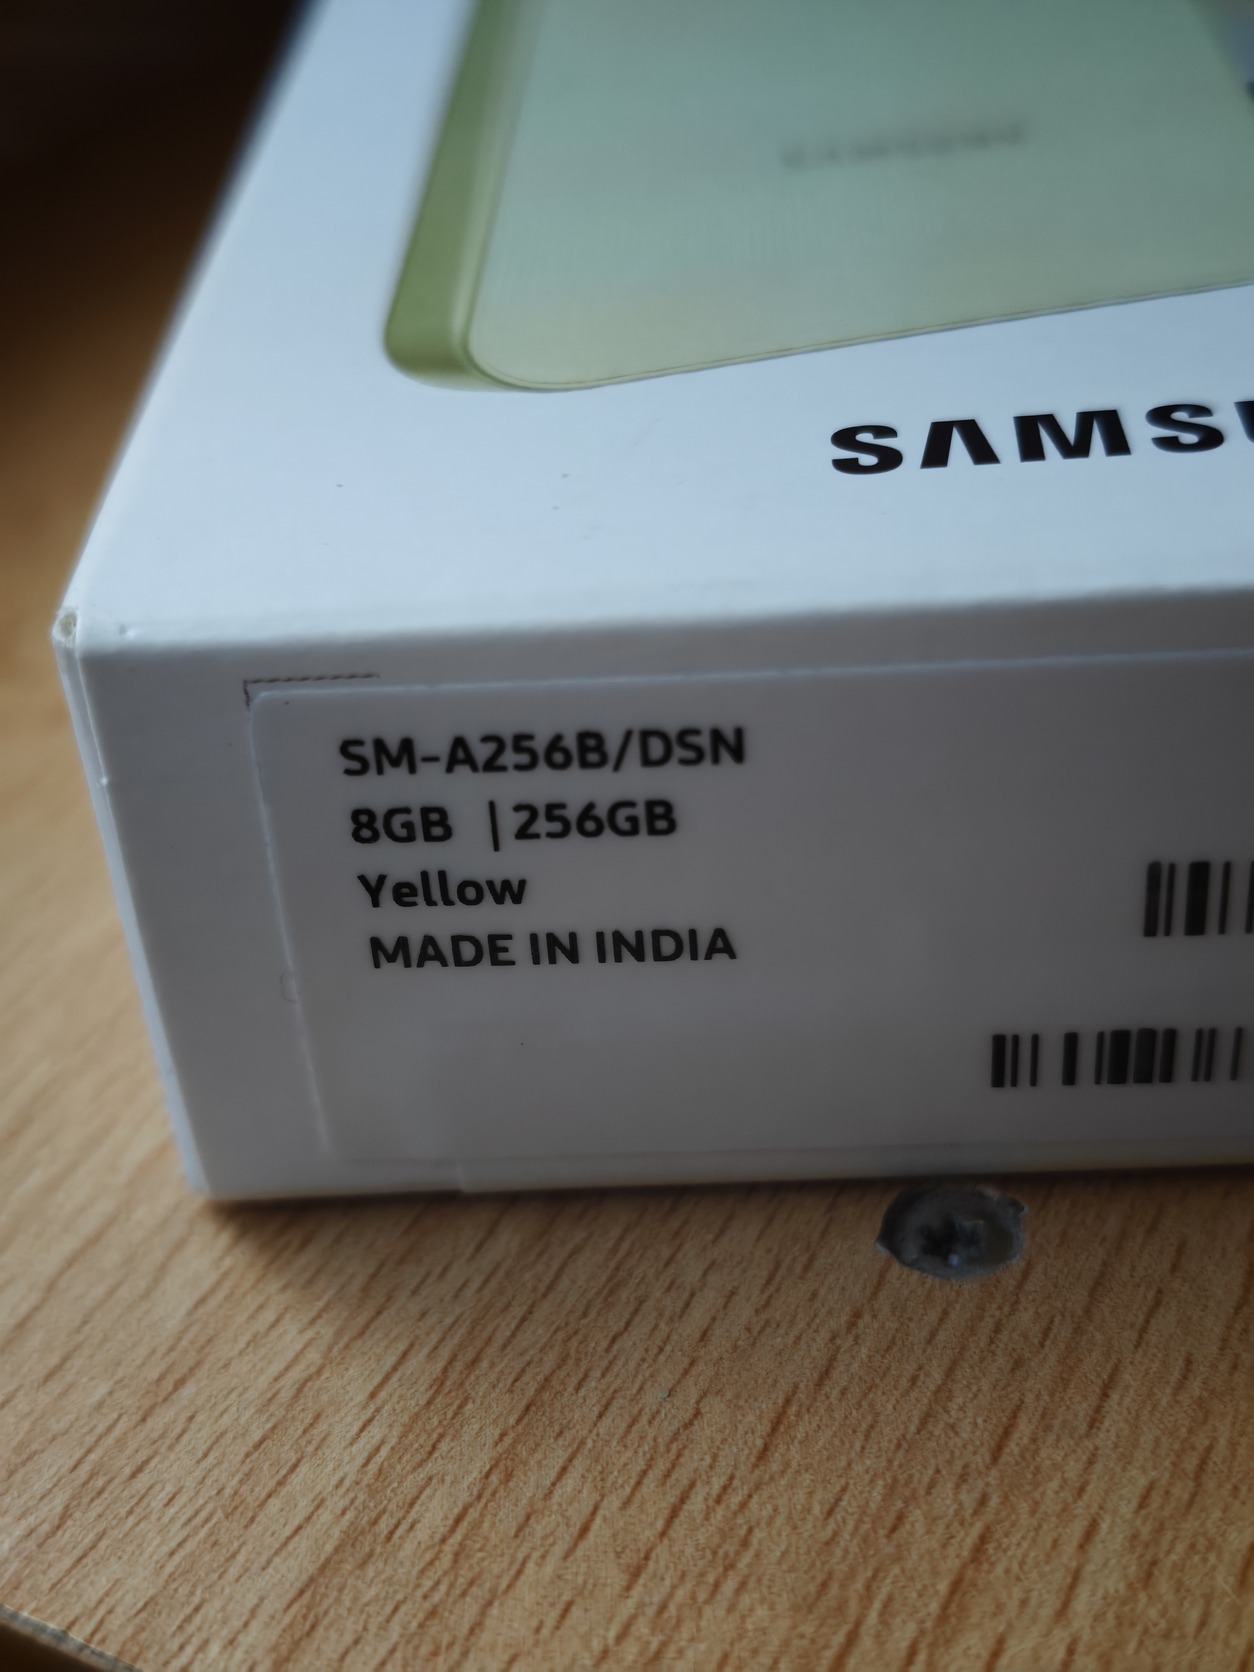 SAMSU
SM-A256B/DSN
8GB | 256GB
Yellow
MADE IN INDIA